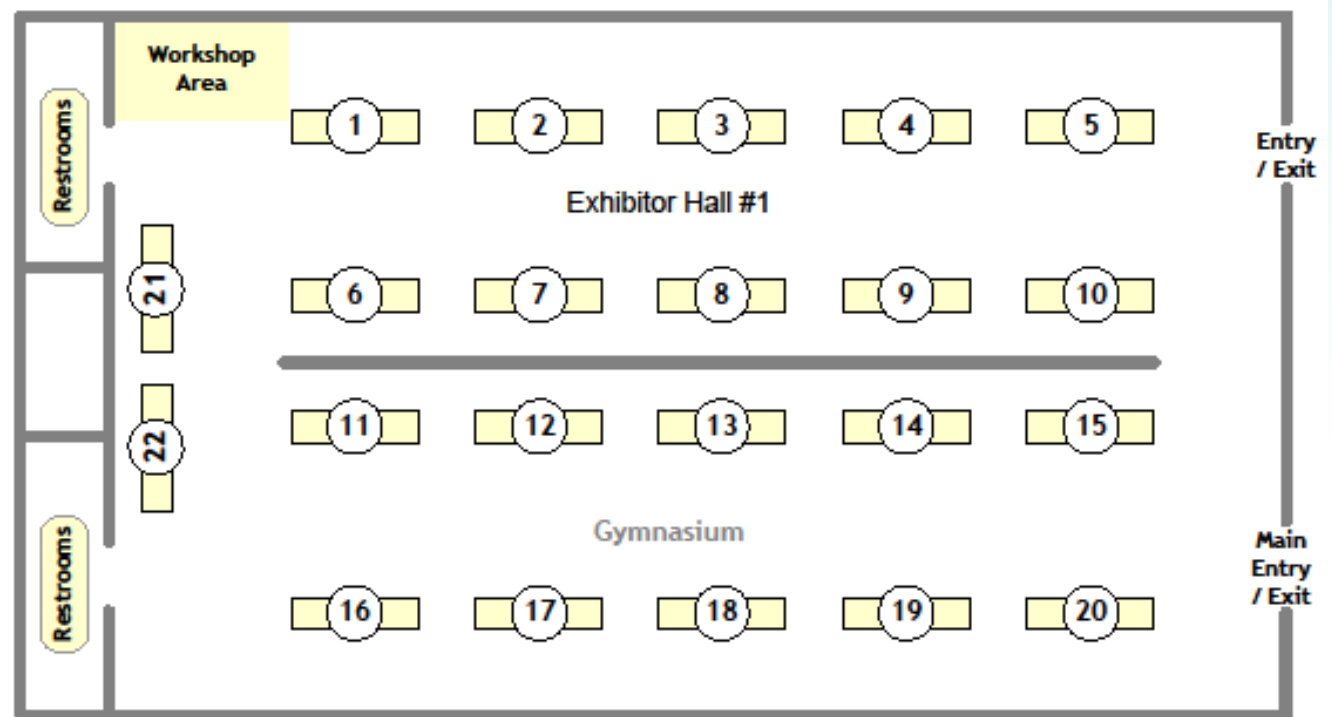 Workshop
Area
Restrooms
1
2
3
4
5
Entry
/ Exit
Exhibitor Hall #1
21
6
7
8
9
10
11
12
13
14
15
22
Gymnasium
Restrooms
Main
Entry
/ Exit
16
17
18
19
20